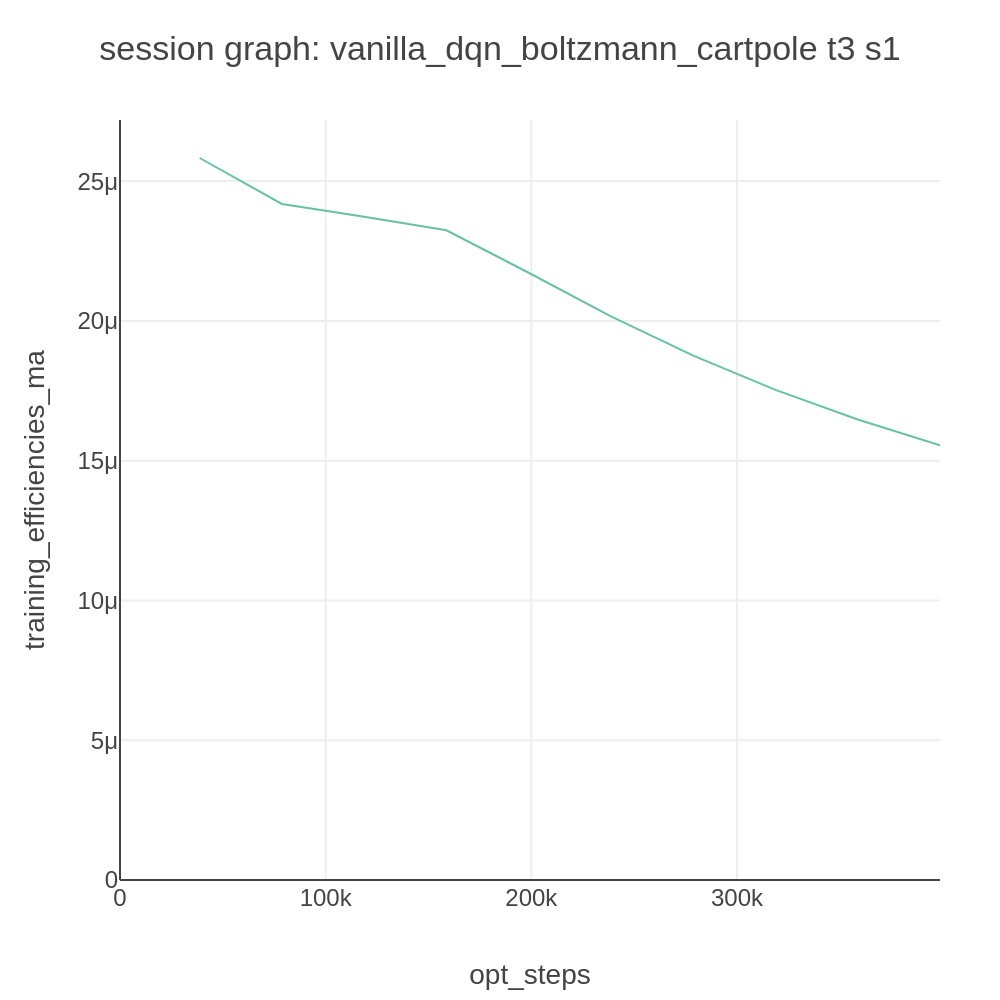 session graph: vanilla_dqn_boltzmann_cartpole t3 s1
training_efficiencies_ma
25μ
20μ
15μ
10μ
5μ
0
0 100k 200k 300k
opt_steps